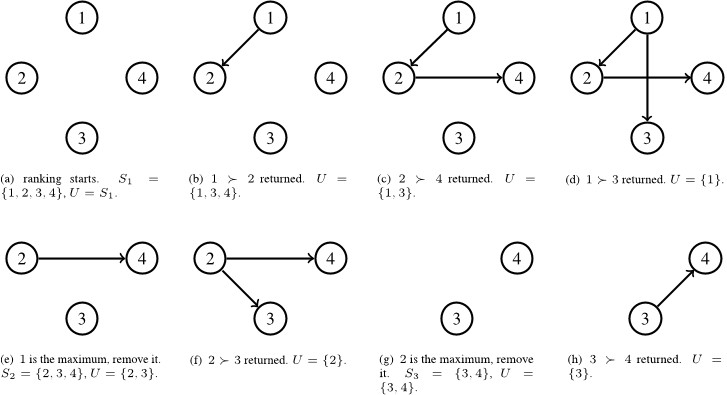 1
1
1
1
2
4
2
4
2
4
2
4
3
3
3
3
(a) ranking starts. S₁ =
{1, 2, 3, 4}, U = S₁.
(b) 1 ≻ 2 returned. U =
{1, 3, 4}.
(c) 2 ≻ 4 returned. U =
{1, 3}.
(d) 1 ≻ 3 returned. U = {1}.
2
4
2
4
4
4
3
3
3
3
(e) 1 is the maximum, remove it.
S₂ = {2, 3, 4}, U = {2, 3}.
(f) 2 ≻ 3 returned. U = {2}.
(g) 2 is the maximum, remove
it. S₃ = {3, 4}, U =
{3, 4}.
(h) 3 ≻ 4 returned. U =
{3}.